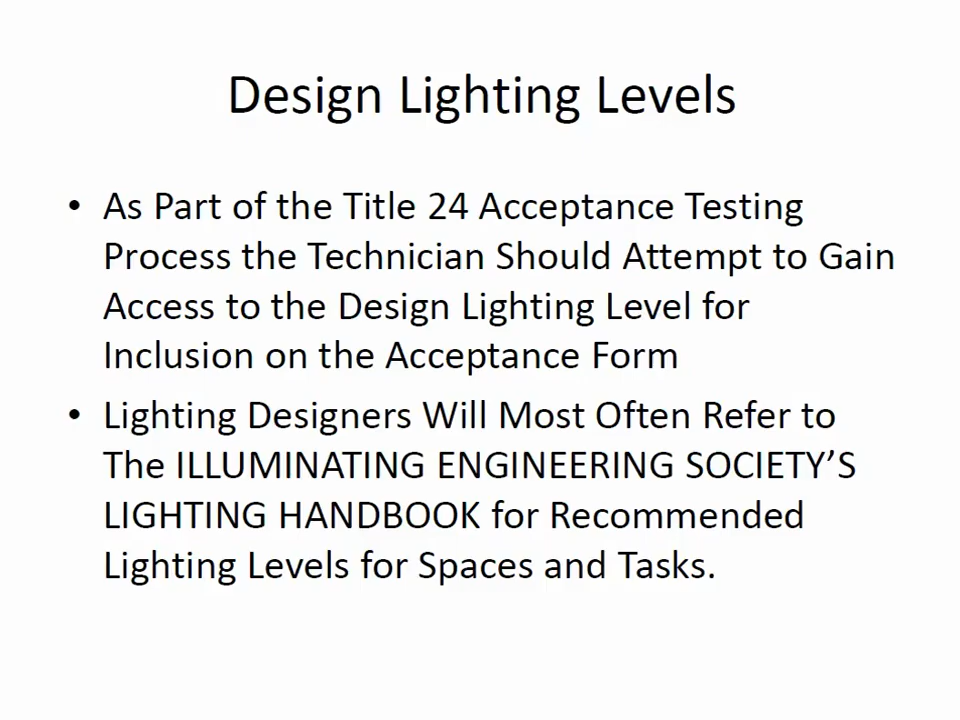 Design Lighting Levels
• As Part of the Title 24 Acceptance Testing
Process the Technician Should Attempt to Gain
Access to the Design Lighting Level for
Inclusion on the Acceptance Form
• Lighting Designers Will Most Often Refer to
The ILLUMINATING ENGINEERING SOCIETY’S
LIGHTING HANDBOOK for Recommended
Lighting Levels for Spaces and Tasks.